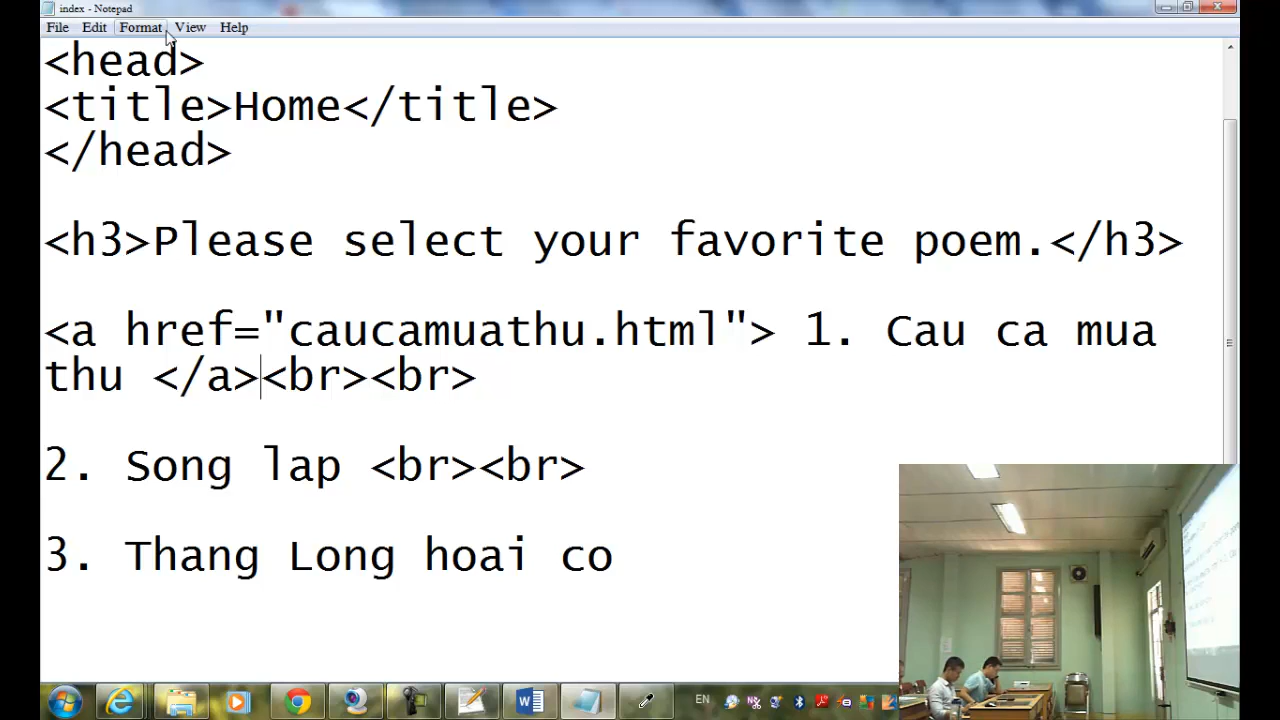 index - Notepad
File Edit Format View Help
<head>
<title>Home</title>
</head>
<h3>Please select your favorite poem.</h3>
<a href="caucamuathu.html"> 1. Cau ca mua
thu </a><br><br>
2. Song lap <br><br>
3. Thang Long hoai co
EN